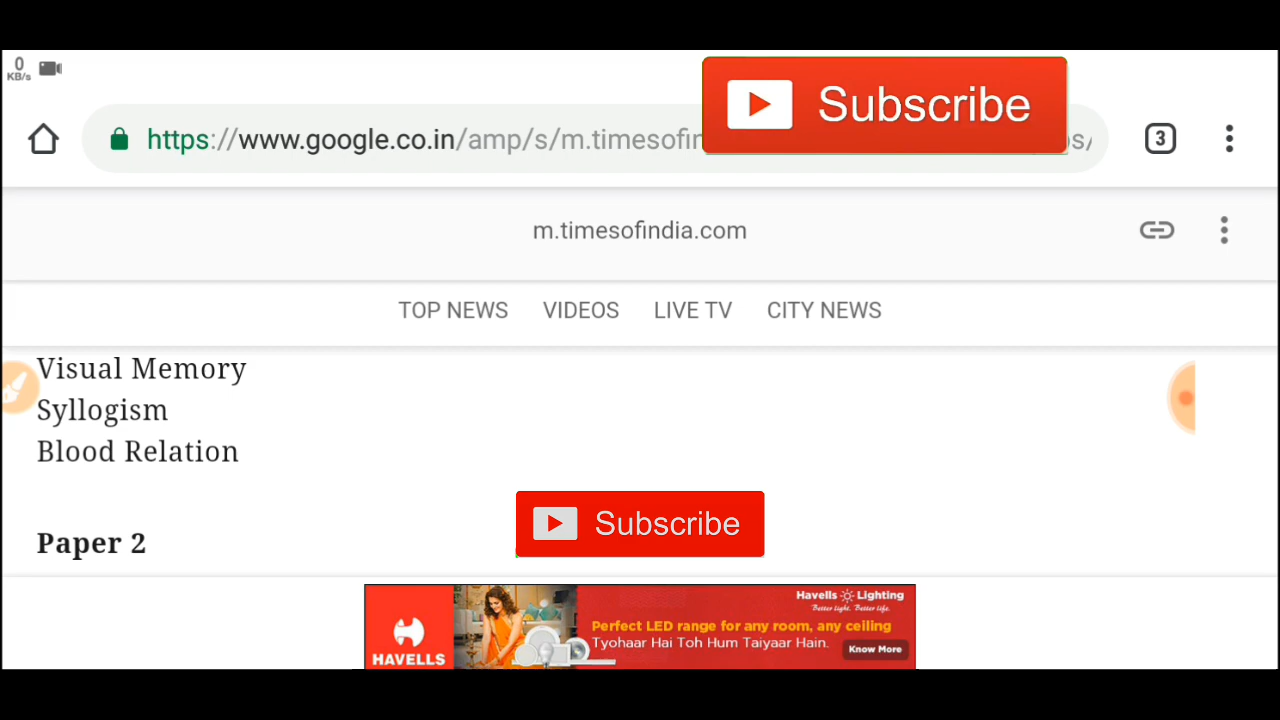 0
KB/s
Subscribe
https://www.google.co.in/amp/s/m.timesofin
s/
3
m.timesofindia.com
TOP NEWS VIDEOS LIVE TV CITY NEWS
Visual Memory
Syllogism
Blood Relation
Subscribe
Paper 2
HAVELLS
Havells Lighting
"Better light. Better life.
Perfect LED range for any room, any ceiling
Tyohaar Hai Toh Hum Taiyaar Hain.
Know More